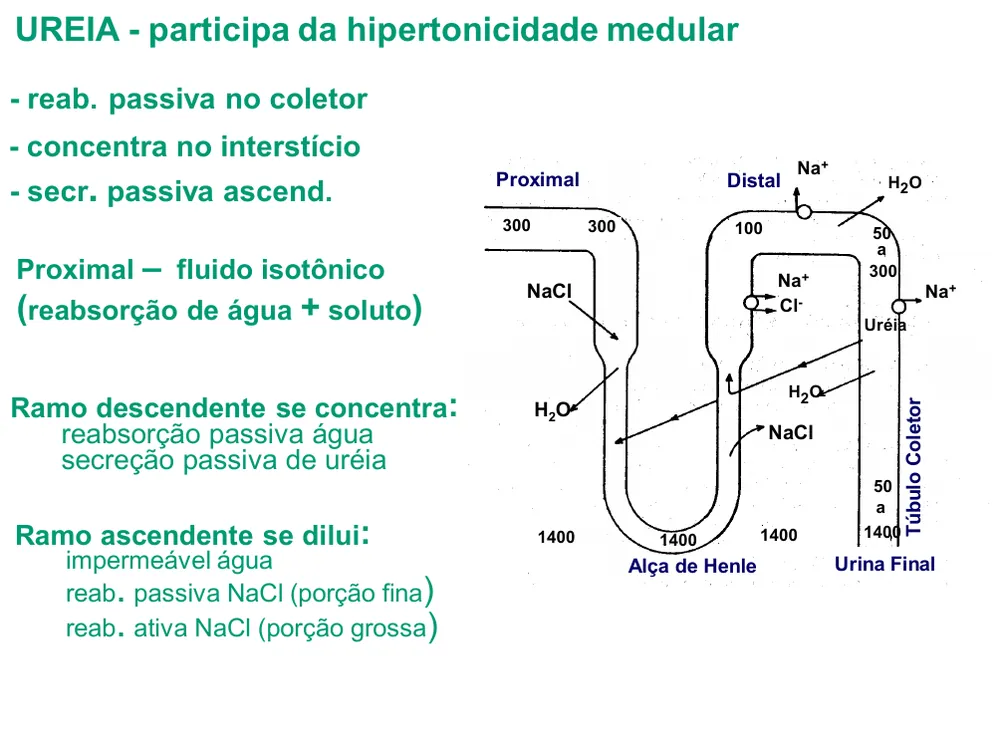 UREIA - participa da hipertonicidade medular
- reab. passiva no coletor
- concentra no interstício
- secr. passiva ascend.
Proximal – fluido isotônico
(reabsorção de água + soluto)
Ramo descendente se concentra:
reabsorção passiva água
secreção passiva de uréia
Ramo ascendente se dilui:
impermeável água
reab. passiva NaCl (porção fina)
reab. ativa NaCl (porção grossa)
Proximal
Distal
Na⁺
H₂O
300
300
100
50
a
300
NaCl
Na⁺
Cl⁻
Na⁺
Uréia
H₂O
H₂O
NaCl
Túbulo Coletor
50
a
1400
1400
1400
1400
Alça de Henle
Urina Final